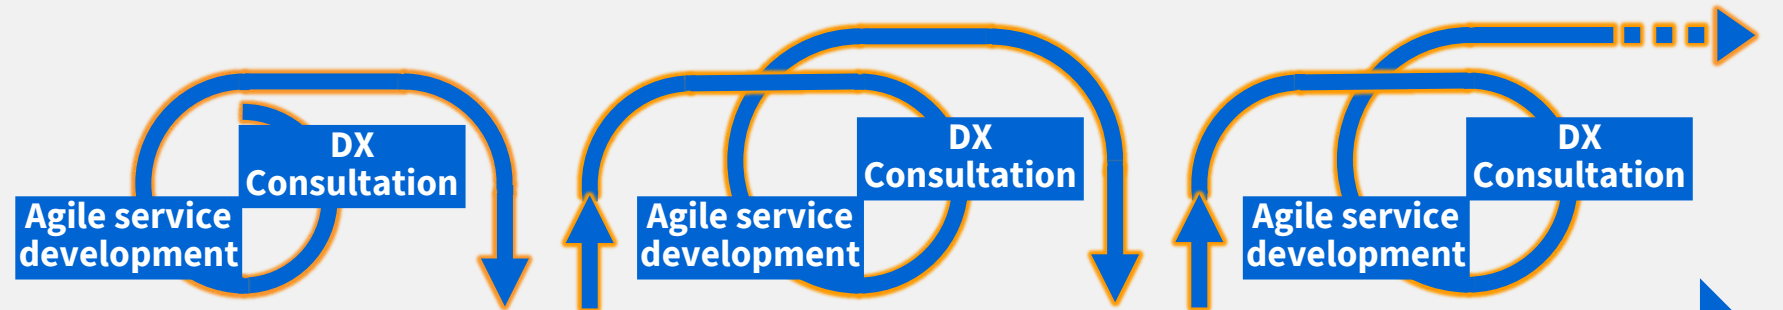 DX
Consultation
Agile service
development
DX
Consultation
Agile service
development
DX
Consultation
Agile service
development